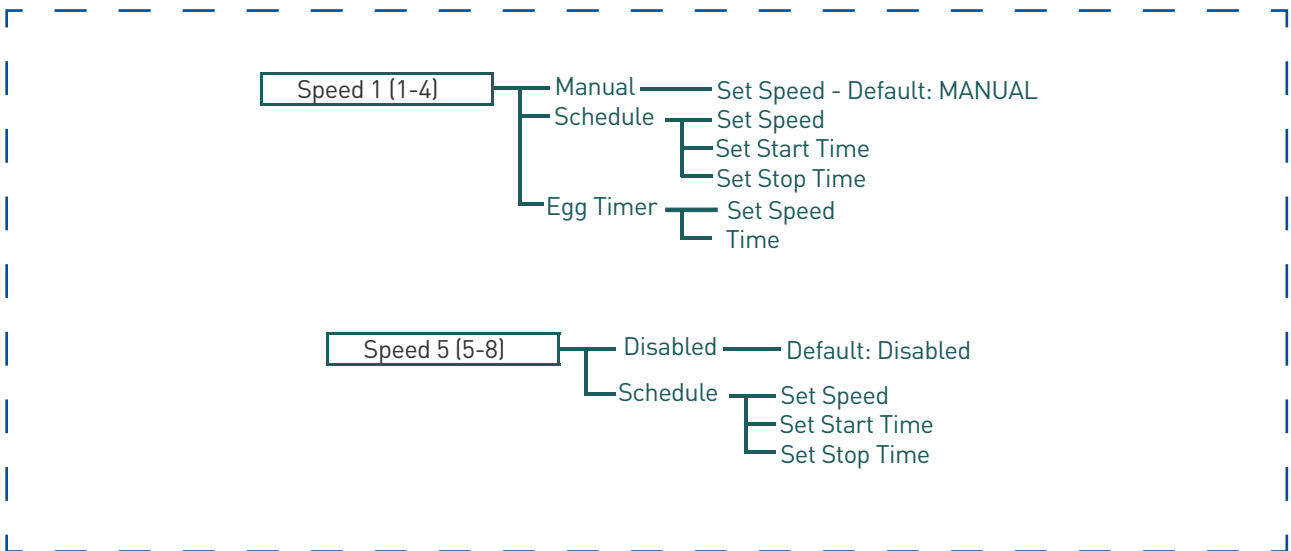 Speed 1 (1-4)
Manual
Set Speed - Default: MANUAL
Schedule
Set Speed
Set Start Time
Set Stop Time
Egg Timer
Set Speed
Time
Speed 5 (5-8)
Disabled
Default: Disabled
Schedule
Set Speed
Set Start Time
Set Stop Time